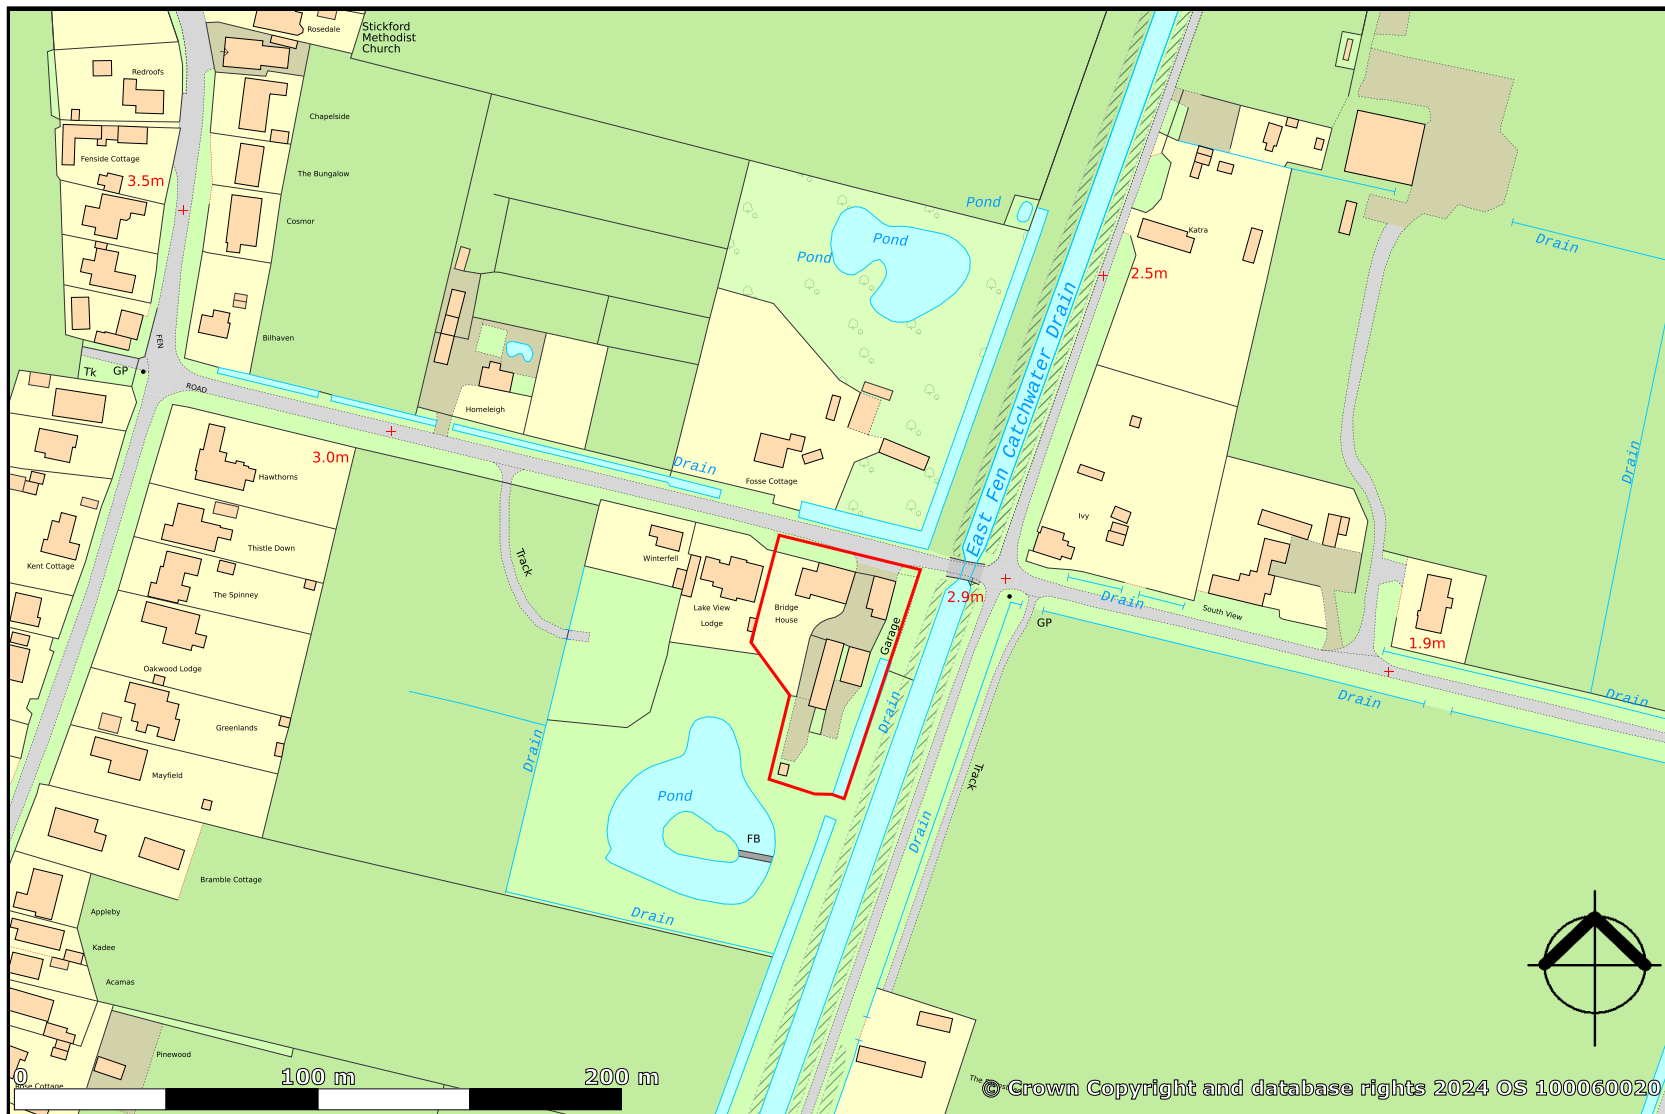 Rosedale
Stickford
Methodist
Church
Redroofs
Chapelside
Fenside Cottage
The Bungalow
3.5m
Cosmor
Pond
Pond
Pond
Katra
Drain
2.5m
East Fen Catchwater Drain
FEN
Bilhaven
Tk
GP
ROAD
Homeleigh
3.0m
Hawthorns
Drain
Fosse Cottage
Drain
Ivy
Thistle Down
Track
Winterfell
Kent Cottage
The Spinney
Lake View
Lodge
Bridge
House
2.9m
Drain
South View
GP
Garage
1.9m
Oakwood Lodge
Drain
Drain
Drain
Greenlands
Drain
Mayfield
Track
Pond
FB
Drain
Bramble Cottage
Appleby
Drain
Kadee
Acamas
Pinewood
Rose Cottage
0
100 m
200 m
The
© Crown Copyright and database rights 2024 OS 100060020